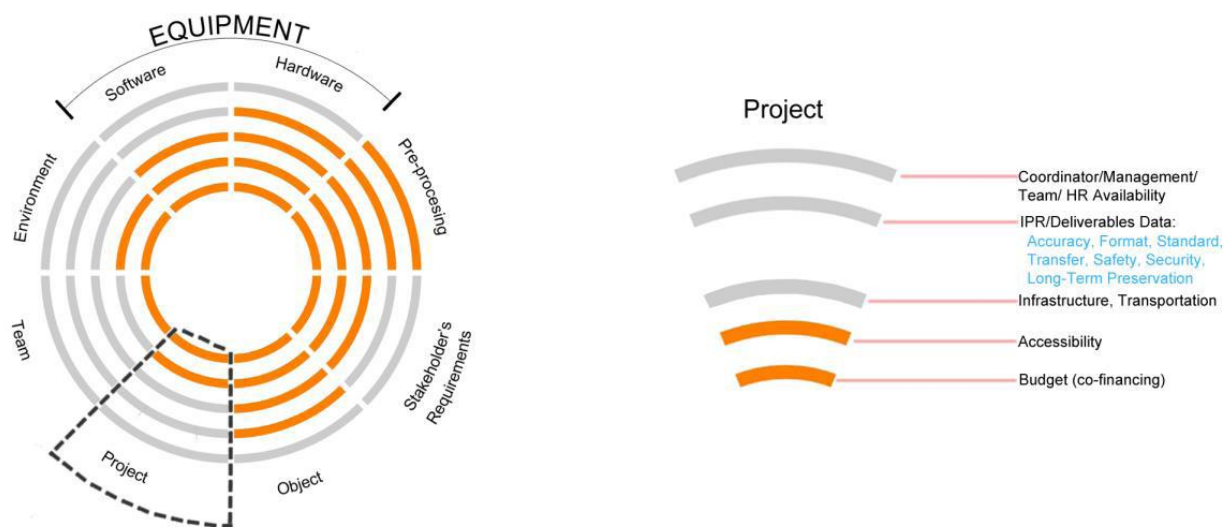 EQUIPMENT
Software
Hardware
Environment
Pre-procesing
Team
Stakeholder's
Requirements
Project
Object
Project
Coordinator/Management/
Team/ HR Availability
IPR/Deliverables Data:
Accuracy, Format, Standard,
Transfer, Safety, Security,
Long-Term Preservation
Infrastructure, Transportation
Accessibility
Budget (co-financing)